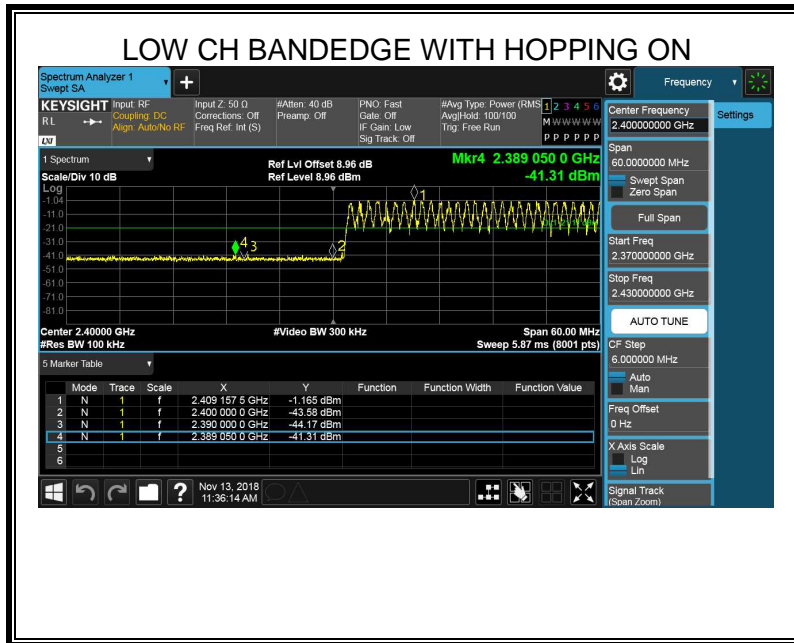 LOW CH BANDEDGE WITH HOPPING ON
Spectrum Analyzer 1
Swept SA
+
Frequency
KEYSIGHT
RL
LXI
Input: RF
Coupling: DC
Align: Auto/No RF
Input Z: 50 Ω
Corrections: Off
Freq Ref: Int (S)
#Atten: 40 dB
Preamp: Off
PNO: Fast
Gate: Off
IF Gain: Low
Sig Track: Off
#Avg Type: Power (RMS
Avg|Hold: 100/100
Trig: Free Run
1 2 3 4 5 6
M W W W W W
P P P P P P
Center Frequency
2.400000000 GHz
Settings
Span
60.0000000 MHz
Swept Span
Zero Span
Full Span
Start Freq
2.370000000 GHz
Stop Freq
2.430000000 GHz
AUTO TUNE
CF Step
6.000000 MHz
Auto
Man
Freq Offset
0 Hz
X Axis Scale
Log
Lin
Signal Track
(Span Zoom)
1 Spectrum
Scale/Div 10 dB
Ref Lvl Offset 8.96 dB
Ref Level 8.96 dBm
Mkr4 2.389 050 0 GHz
-41.31 dBm
Log
-1.04
-11.0
-21.0
-31.0
-41.0
-51.0
-61.0
-71.0
-81.0
1
2
4 3
Center 2.40000 GHz
#Video BW 300 kHz
Span 60.00 MHz
#Res BW 100 kHz
Sweep 5.87 ms (8001 pts)
5 Marker Table
Mode Trace Scale X Y Function Function Width Function Value
1 N 1 f 2.409 157 5 GHz -1.165 dBm
2 N 1 f 2.400 000 0 GHz -43.58 dBm
3 N 1 f 2.390 000 0 GHz -44.17 dBm
4 N 1 f 2.389 050 0 GHz -41.31 dBm
5
6
?
Nov 13, 2018
11:36:14 AM